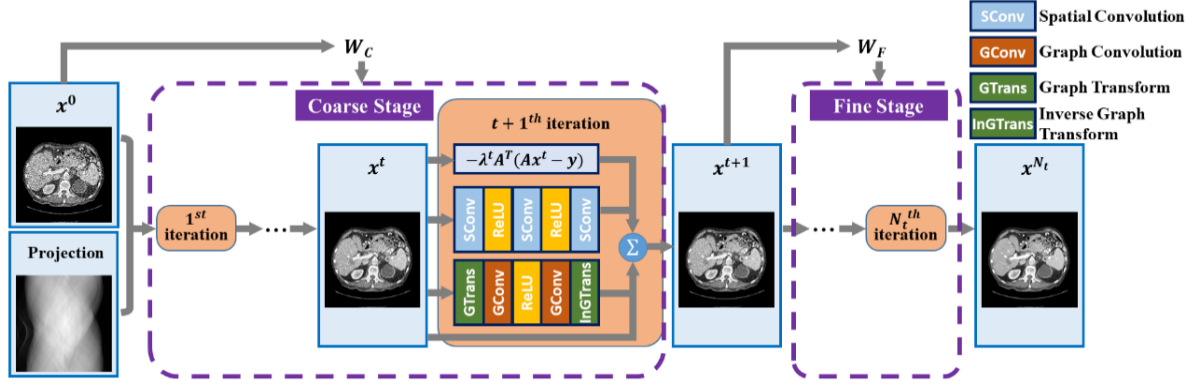 SConv Spatial Convolution
GConv Graph Convolution
GTrans Graph Transform
InGTrans Inverse Graph
Transform
W_C
W_F
x^0
Projection
Coarse Stage
1^{st}
iteration
...
x^t
t + 1^{th} iteration
−λ^t A^T(Ax^t − y)
SConv ReLU SConv ReLU SConv
GTrans GConv ReLU GConv InGTrans
Σ
x^{t+1}
Fine Stage
...
N_t^{th}
iteration
x^{N_t}